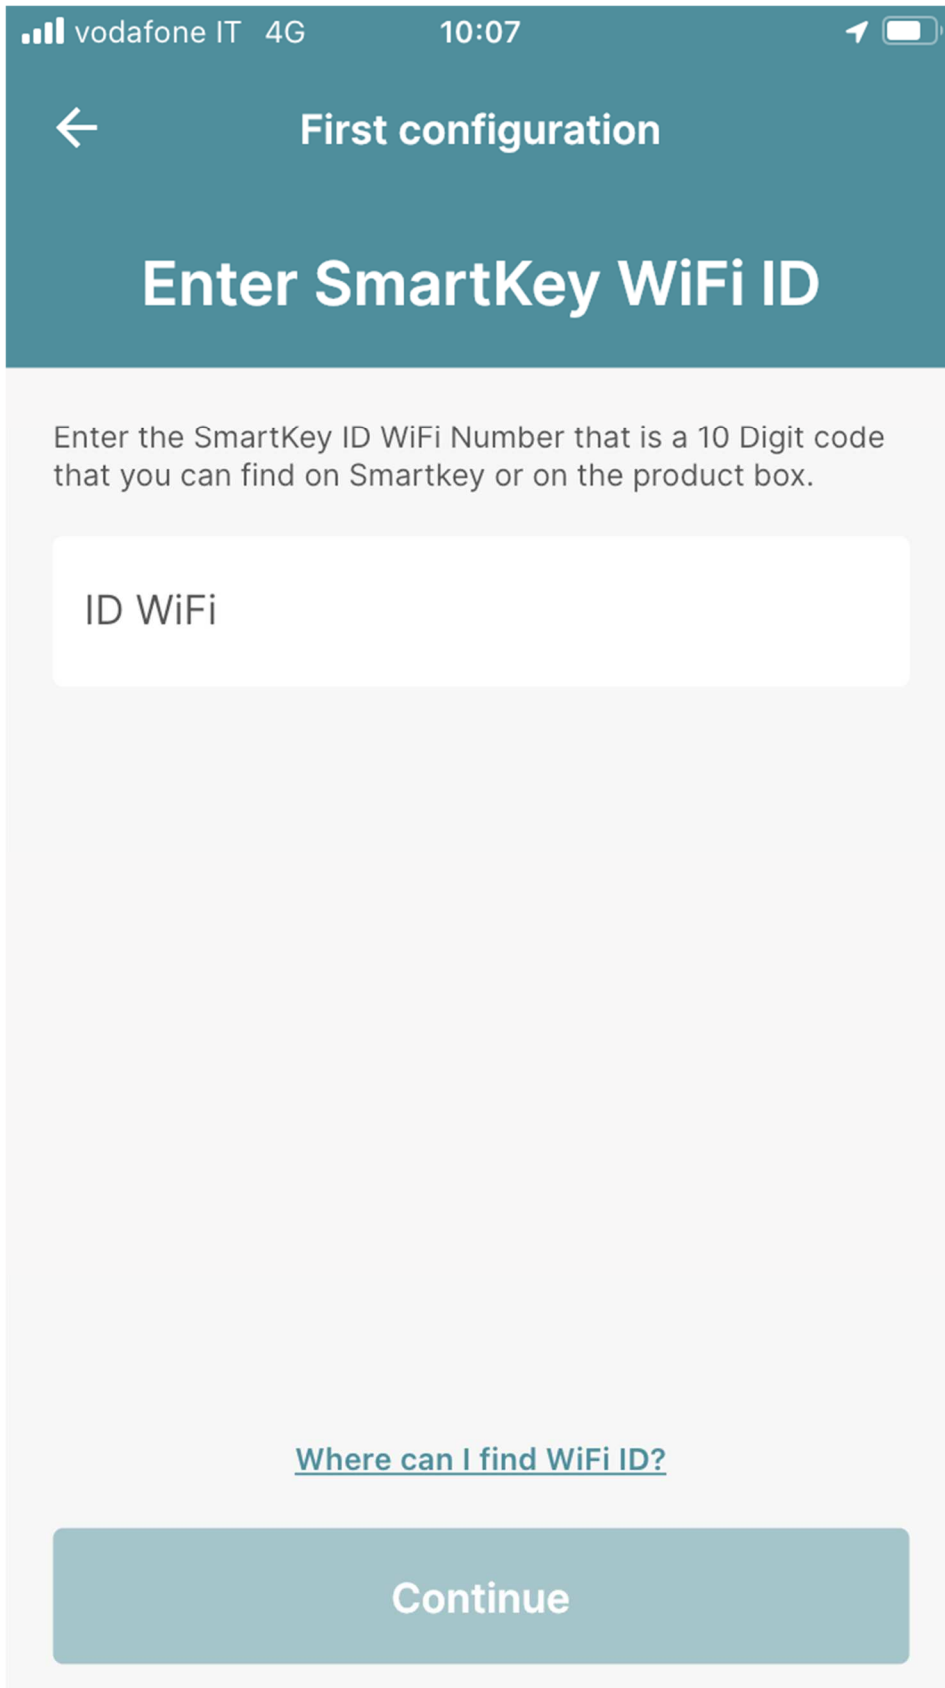 vodafone IT 4G 10:07
First configuration
Enter SmartKey WiFi ID
Enter the SmartKey ID WiFi Number that is a 10 Digit code
that you can find on Smartkey or on the product box.
ID WiFi
Where can I find WiFi ID?
Continue